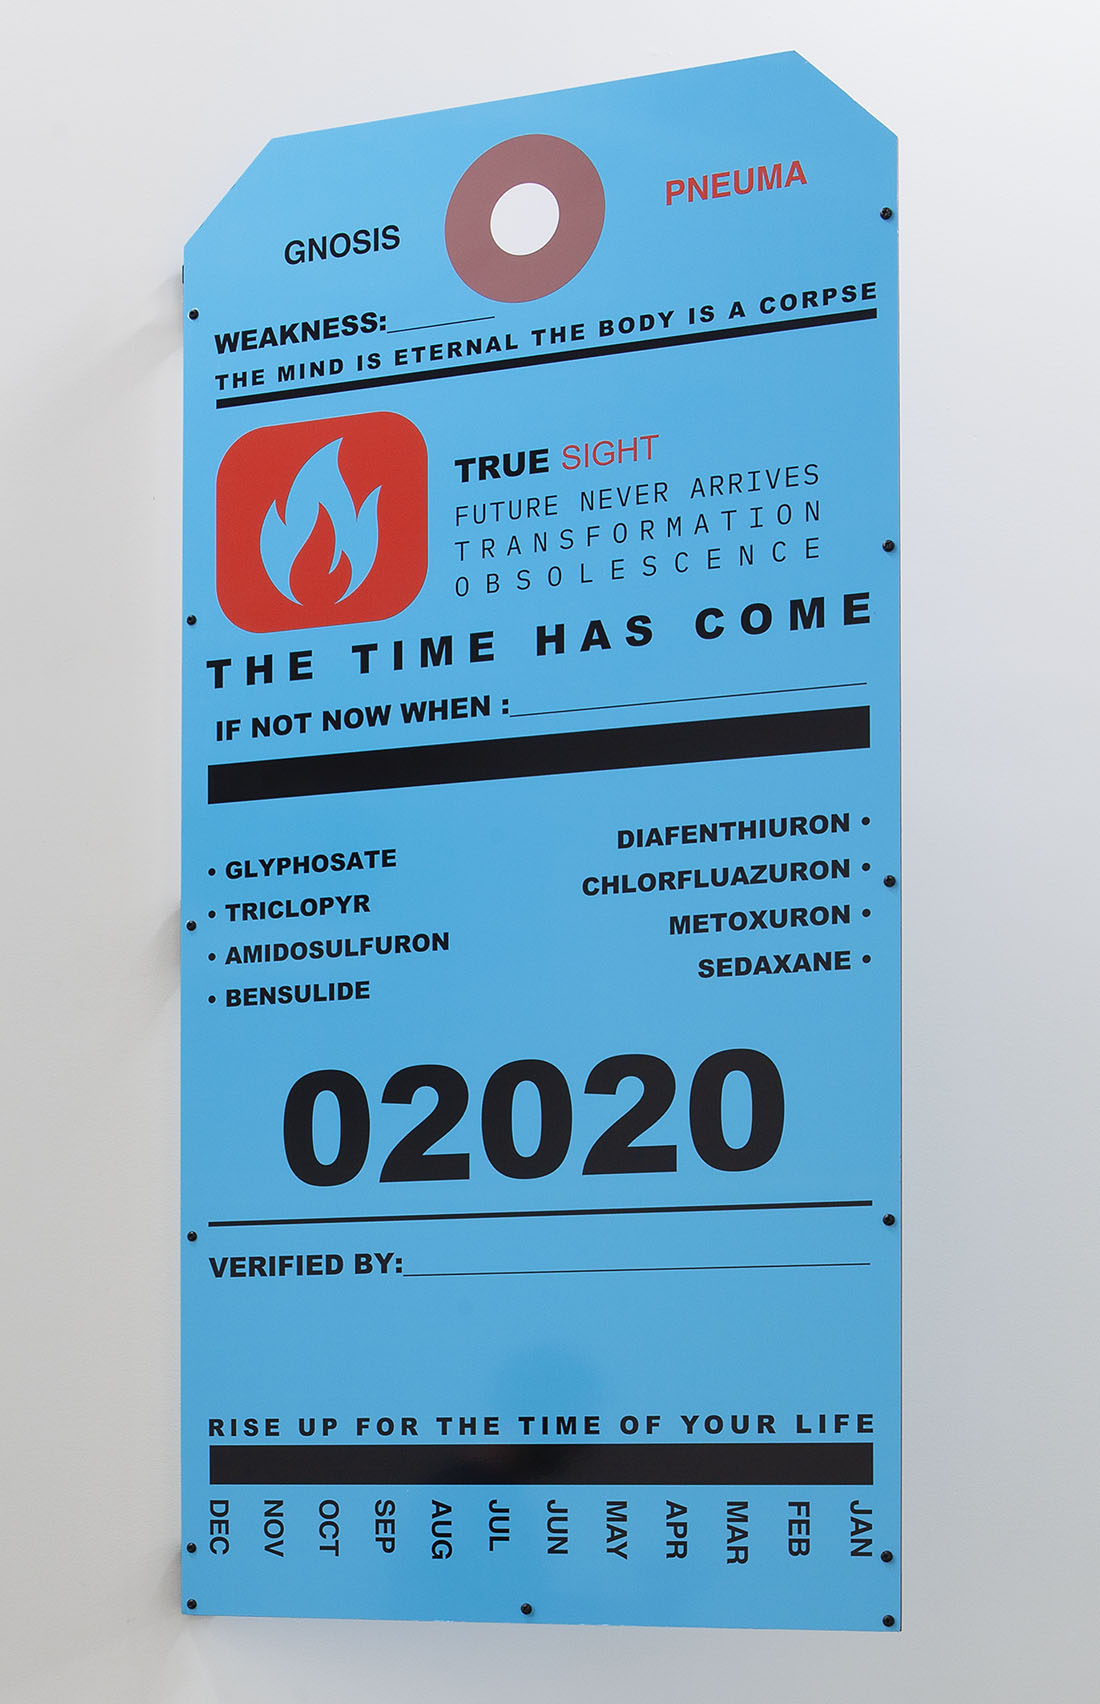 GNOSIS
PNEUMA
WEAKNESS:
THE MIND IS ETERNAL THE BODY IS A CORPSE
TRUE SIGHT
FUTURE NEVER ARRIVES
TRANSFORMATION
OBSOLESCENCE
THE TIME HAS COME
IF NOT NOW WHEN :
• GLYPHOSATE
• TRICLOPYR
• AMIDOSULFURON
• BENSULIDE
DIAFENTHIURON •
CHLORFLUAZURON •
METOXURON •
SEDAXANE •
02020
VERIFIED BY:
RISE UP FOR THE TIME OF YOUR LIFE
DEC NOV OCT SEP AUG JUL JUN MAY APR MAR FEB JAN